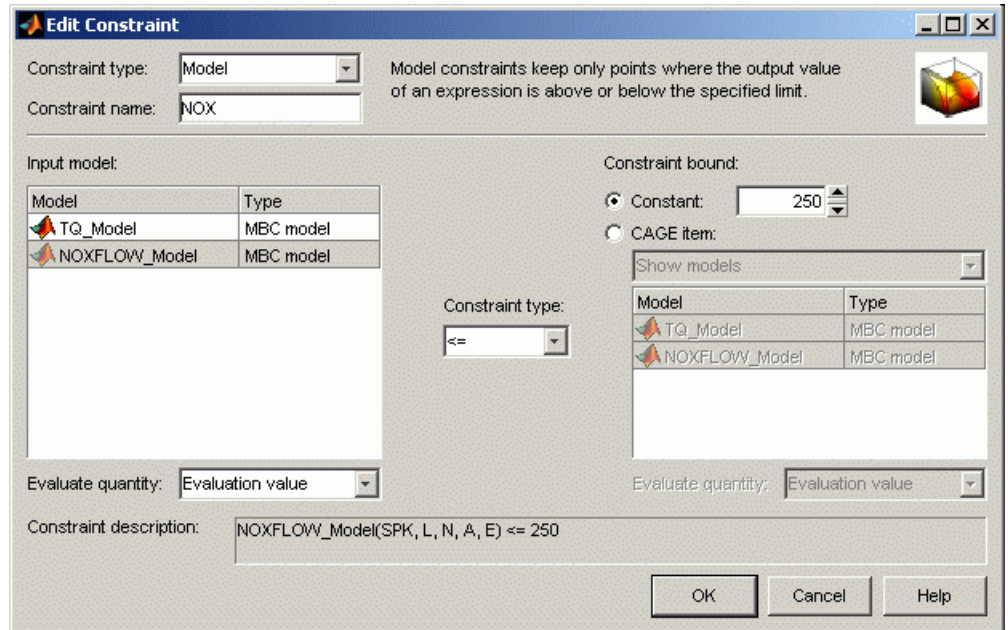 Edit Constraint
Constraint type: Model
Model constraints keep only points where the output value
of an expression is above or below the specified limit.
Constraint name: NOX
Input model:
Model Type
TQ_Model MBC model
NOXFLOW_Model MBC model
Evaluate quantity: Evaluation value
Constraint type:
<=
Constraint bound:
Constant: 250
CAGE item:
Show models
Model Type
TQ_Model MBC model
NOXFLOW_Model MBC model
Evaluate quantity: Evaluation value
Constraint description: NOXFLOW_Model(SPK, L, N, A, E) <= 250
OK Cancel Help